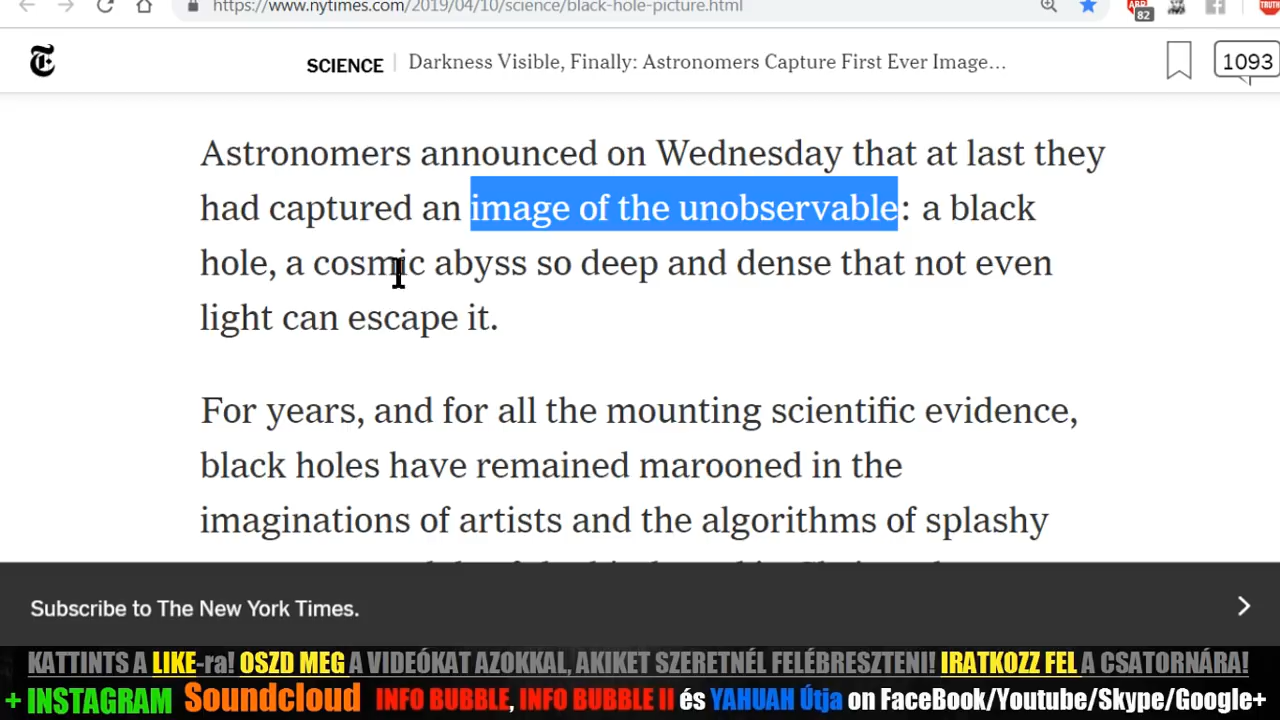 https://www.nytimes.com/2019/04/10/science/black-hole-picture.html
ABP
82
TRUTH
SCIENCE
Darkness Visible, Finally: Astronomers Capture First Ever Image…
1093
Astronomers announced on Wednesday that at last they
had captured an image of the unobservable: a black
hole, a cosmic abyss so deep and dense that not even
light can escape it.
For years, and for all the mounting scientific evidence,
black holes have remained marooned in the
imaginations of artists and the algorithms of splashy
Subscribe to The New York Times.
KATTINTS A LIKE-ra! OSZD MEG A VIDEÓKAT AZOKKAL, AKIKET SZERETNÉL FELÉBRESZTENI! IRATKOZZ FEL A CSATORNÁRA!
+ INSTAGRAM Soundcloud INFO BUBBLE, INFO BUBBLE II és YAHUAH Útja on FaceBook/Youtube/Skype/Google+